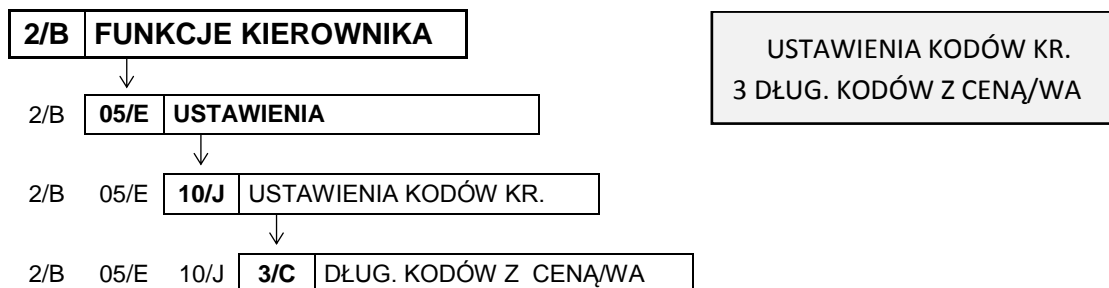 2/B FUNKCJE KIEROWNIKA
USTAWIENIA KODÓW KR.
3 DŁUG. KODÓW Z CENĄ/WA
2/B 05/E USTAWIENIA
2/B 05/E 10/J USTAWIENIA KODÓW KR.
2/B 05/E 10/J 3/C DŁUG. KODÓW Z CENĄ/WA